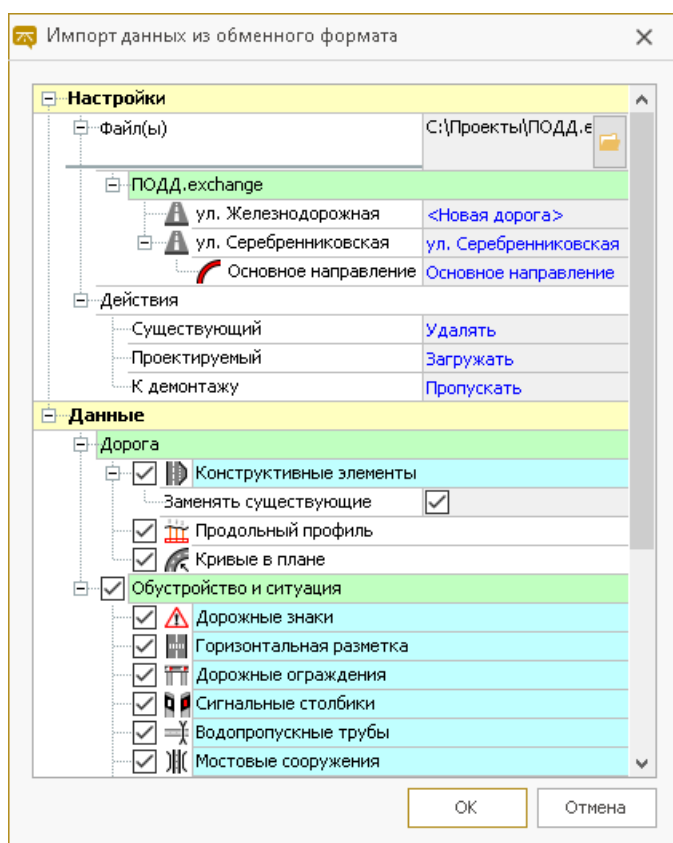 Импорт данных из обменного формата
Настройки
Файл(ы) C:\Проекты\ПОДД.e
ПОДД.exchange
ул. Железнодорожная <Новая дорога>
ул. Серебренниковская ул. Серебренниковская
Основное направление Основное направление
Действия
Существующий Удалять
Проектируемый Загружать
К демонтажу Пропускать
Данные
Дорога
Конструктивные элементы
Заменять существующие
Продольный профиль
Кривые в плане
Обустройство и ситуация
Дорожные знаки
Горизонтальная разметка
Дорожные ограждения
Сигнальные столбики
Водопропускные трубы
Мостовые сооружения
ОК Отмена